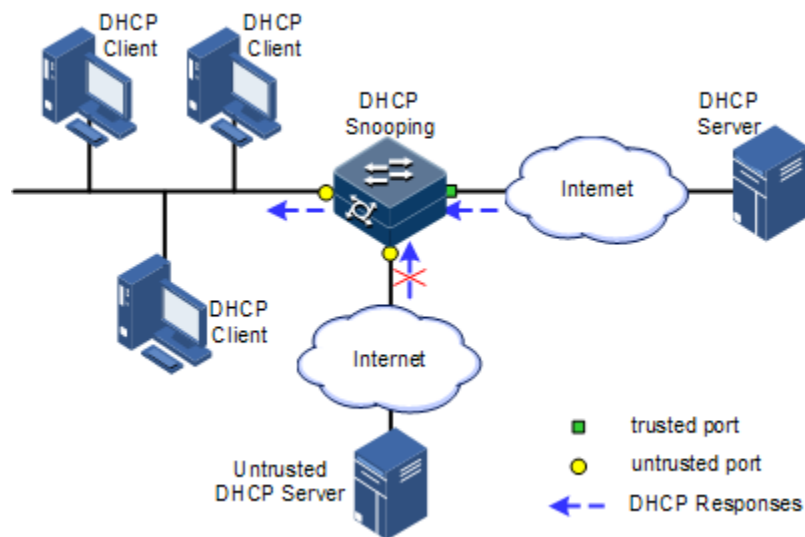 DHCP
Client
DHCP
Client
DHCP
Snooping
DHCP
Server
Internet
DHCP
Client
Internet
Untrusted
DHCP Server
trusted port
untrusted port
DHCP Responses